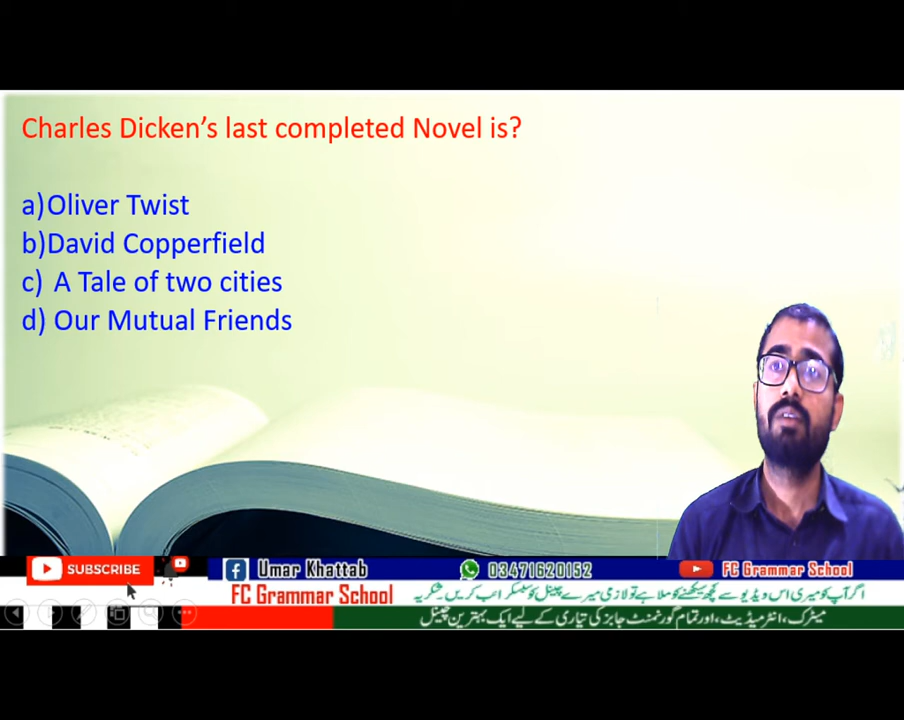 Charles Dicken's last completed Novel is?
a)Oliver Twist
b)David Copperfield
c) A Tale of two cities
d) Our Mutual Friends
SUBSCRIBE
Umar Khattab
03471620152
FC Grammar School
FC Grammar School
اگر آپ کو میری اس ویڈیو سے کچھ سیکھنے کو ملا ہے تو لازمی میرے چینل کو سبسکرائب کریں شکریہ
میٹرک، انٹرمیڈیٹ، اور تمام گورنمنٹ جابز کی تیاری کے لیے ایک بہترین چینل